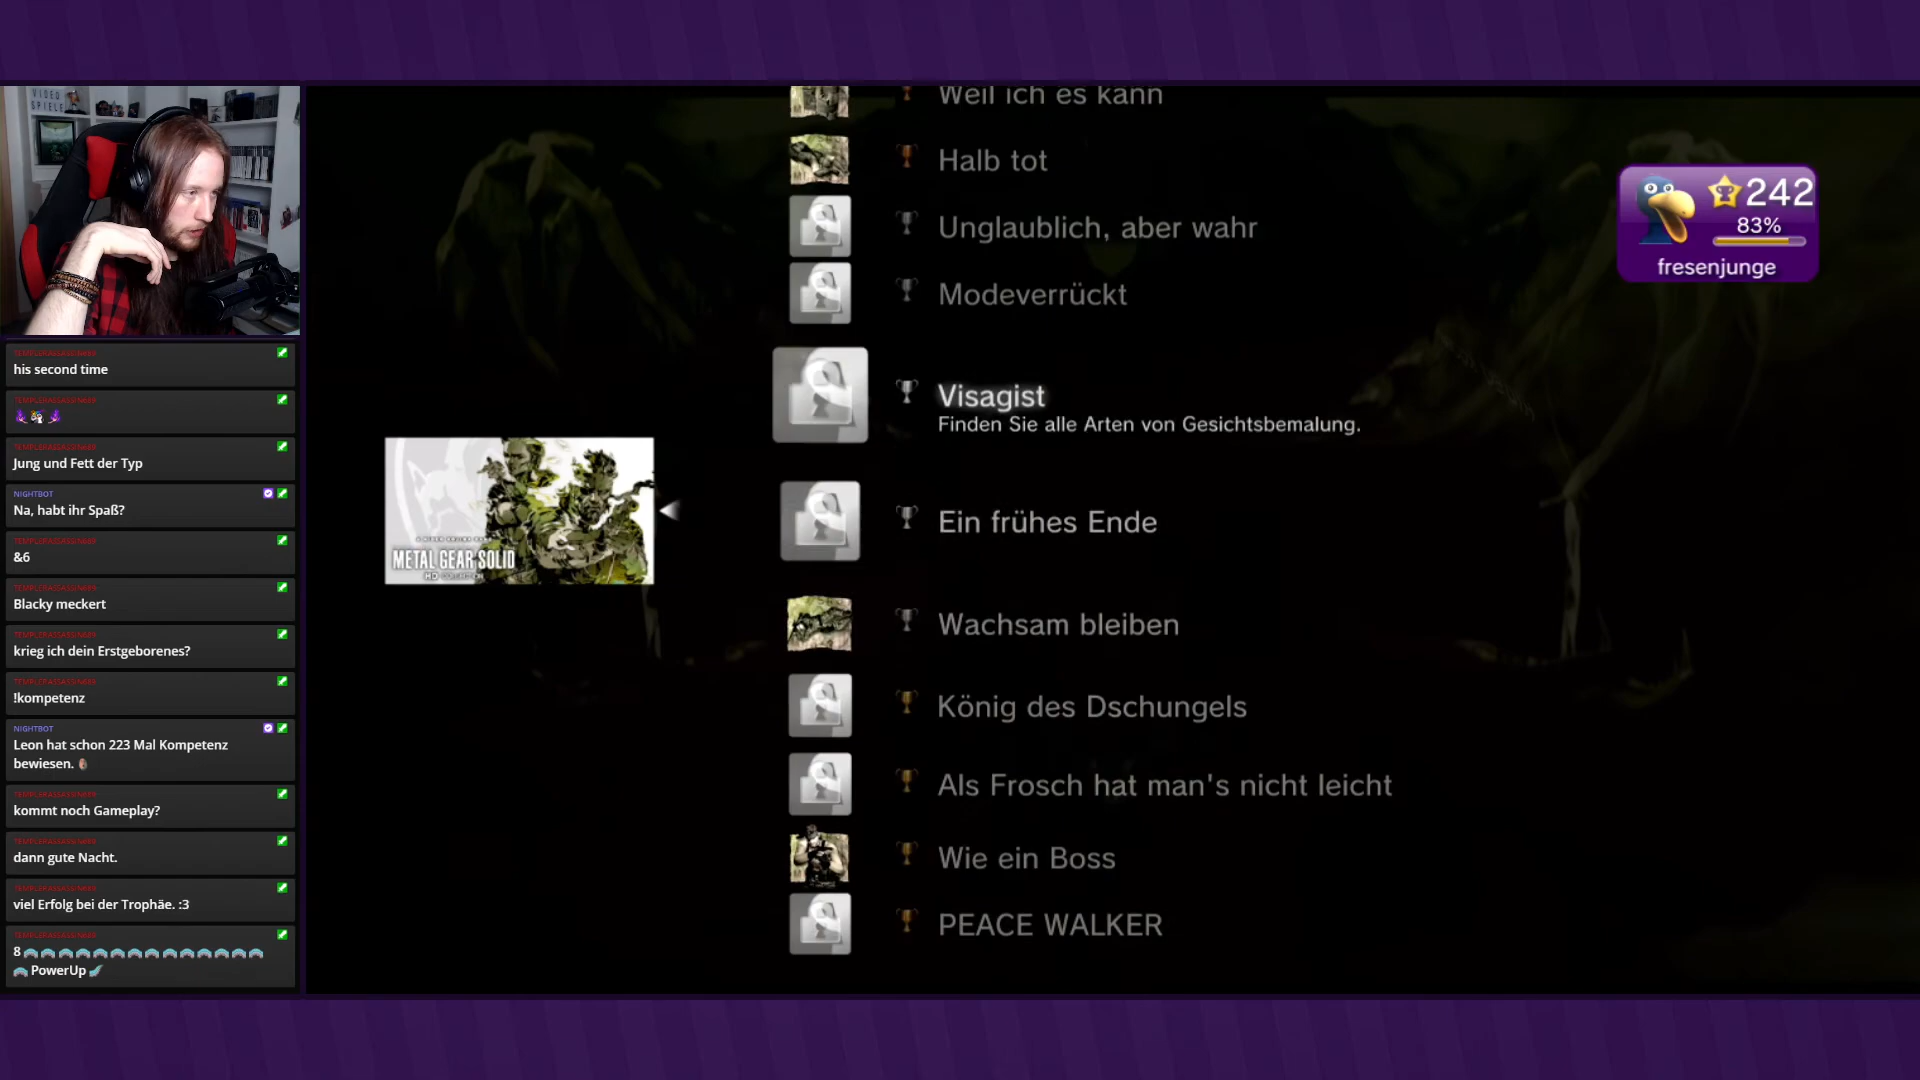 VIDEO
SPIELE
his second time
Jung und Fett der Typ
NIGHTBOT
Na, habt ihr Spaß?
&6
Blacky meckert
krieg ich dein Erstgeborenes?
!kompetenz
NIGHTBOT
Leon hat schon 223 Mal Kompetenz
bewiesen.
kommt noch Gameplay?
dann gute Nacht.
viel Erfolg bei der Trophäe. :3
8
PowerUp
METAL GEAR SOLID
HD
Weil ich es kann
Halb tot
Unglaublich, aber wahr
Modeverrückt
Visagist
Finden Sie alle Arten von Gesichtsbemalung.
Ein frühes Ende
Wachsam bleiben
König des Dschungels
Als Frosch hat man's nicht leicht
Wie ein Boss
PEACE WALKER
242
83%
fresenjunge